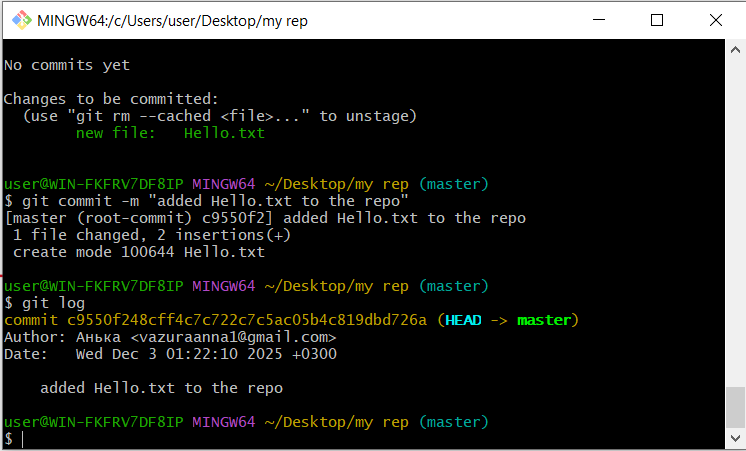 MINGW64:/c/Users/user/Desktop/my rep
No commits yet
Changes to be committed:
  (use "git rm --cached <file>..." to unstage)
        new file:   Hello.txt
user@WIN-FKFRV7DF8IP MINGW64 ~/Desktop/my rep (master)
$ git commit -m "added Hello.txt to the repo"
[master (root-commit) c9550f2] added Hello.txt to the repo
 1 file changed, 2 insertions(+)
 create mode 100644 Hello.txt
user@WIN-FKFRV7DF8IP MINGW64 ~/Desktop/my rep (master)
$ git log
commit c9550f248cff4c7c722c7c5ac05b4c819dbd726a (HEAD -> master)
Author: Анька <vazuraanna1@gmail.com>
Date:   Wed Dec 3 01:22:10 2025 +0300
    added Hello.txt to the repo
user@WIN-FKFRV7DF8IP MINGW64 ~/Desktop/my rep (master)
$